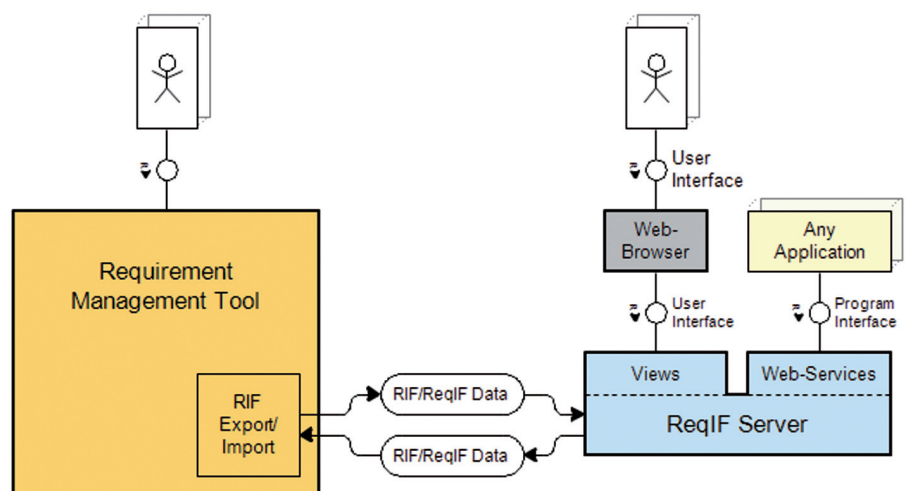 R
R
User
Interface
Requirement
Management Tool
Web-
Browser
Any
Application
R
User
Interface
R
Program
Interface
Views
Web-Services
RIF
Export/
Import
RIF/ReqIF Data
RIF/ReqIF Data
ReqIF Server